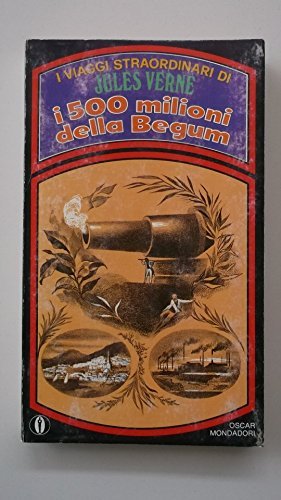 I VIAGGI STRAORDINARI DI
JULES VERNE
i 500 milioni
della Begum
OSCAR
MONDADORI